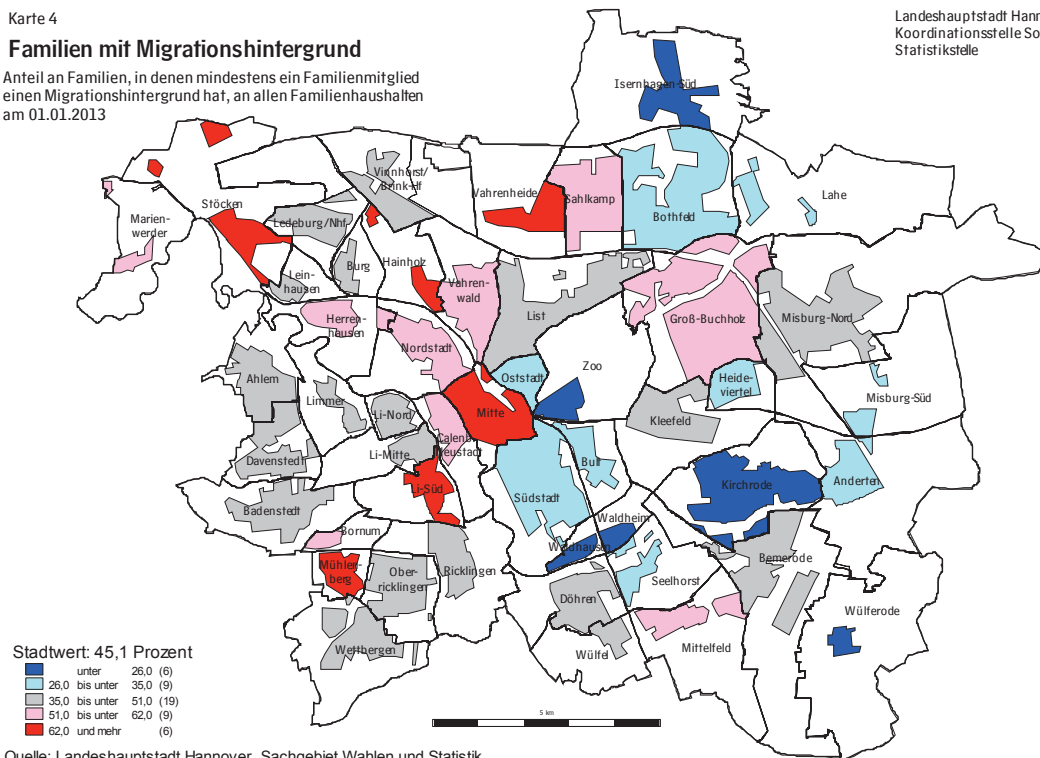 Karte 4
Familien mit Migrationshintergrund
Anteil an Familien, in denen mindestens ein Familienmitglied
einen Migrationshintergrund hat, an allen Familienhaushalten
am 01.01.2013
Landeshauptstadt Hann
Koordinationsstelle So
Statistikstelle
Isernhagen-Süd
Vinnhorst/
Brink-Hf
Vahrenheide
Sahlkamp
Bothfeld
Lahe
Marien-
werder
Stöcken
Ledeburg/Nhf
Lein-
hausen
Burg
Hainholz
Vahren-
wald
List
Groß-Buchholz
Misburg-Nord
Herren-
hausen
Nordstadt
Oststadt
Zoo
Heide-
viertel
Misburg-Süd
Ahlem
Limmer
Li-Nord
Mitte
Kleefeld
Calenb.
Neustadt
Li-Mitte
Davenstedt
Li-Süd
Bult
Südstadt
Kirchrode
Anderten
Badenstedt
Bornum
Waldheim
Waldhausen
Mühlen-
berg
Ober-
ricklingen
Ricklingen
Seelhorst
Bemerode
Döhren
Wülferode
Wettbergen
Wülfel
Mittelfeld
Stadtwert: 45,1 Prozent
unter 26,0 (6)
26,0 bis unter 35,0 (9)
35,0 bis unter 51,0 (19)
51,0 bis unter 62,0 (9)
62,0 und mehr (6)
5 km
Quelle: Landeshauptstadt Hannover, Sachgebiet Wahlen und Statistik